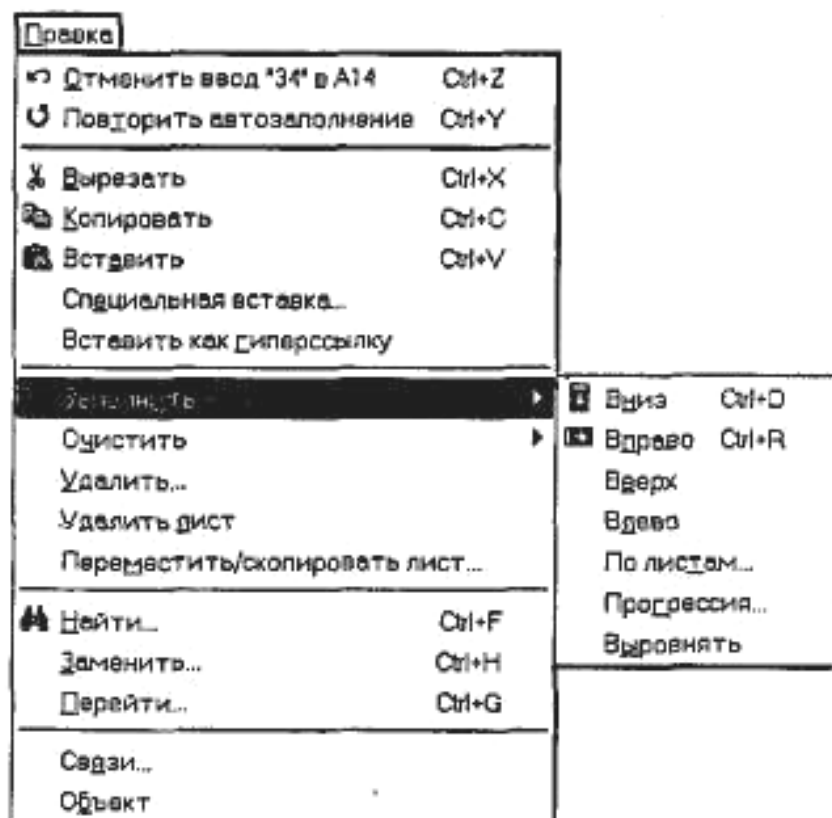 Правка
Отменить ввод "34" в A14 Ctrl+Z
Повторить автозаполнение Ctrl+Y
Вырезать Ctrl+X
Копировать Ctrl+C
Вставить Ctrl+V
Специальная вставка...
Вставить как гиперссылку
Заполнить
Вниз Ctrl+D
Вправо Ctrl+R
Вверх
Влево
По листам...
Прогрессия...
Выровнять
Очистить
Удалить...
Удалить лист
Переместить/скопировать лист...
Найти... Ctrl+F
Заменить... Ctrl+H
Перейти... Ctrl+G
Связи...
Объект